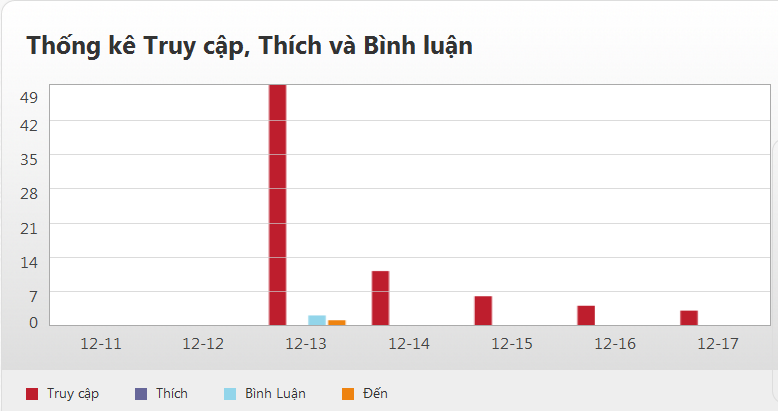 Thống kê Truy cập, Thích và Bình luận
49
42
35
28
21
14
7
0
12-11 12-12 12-13 12-14 12-15 12-16 12-17
Truy cập Thích Bình Luận Đến